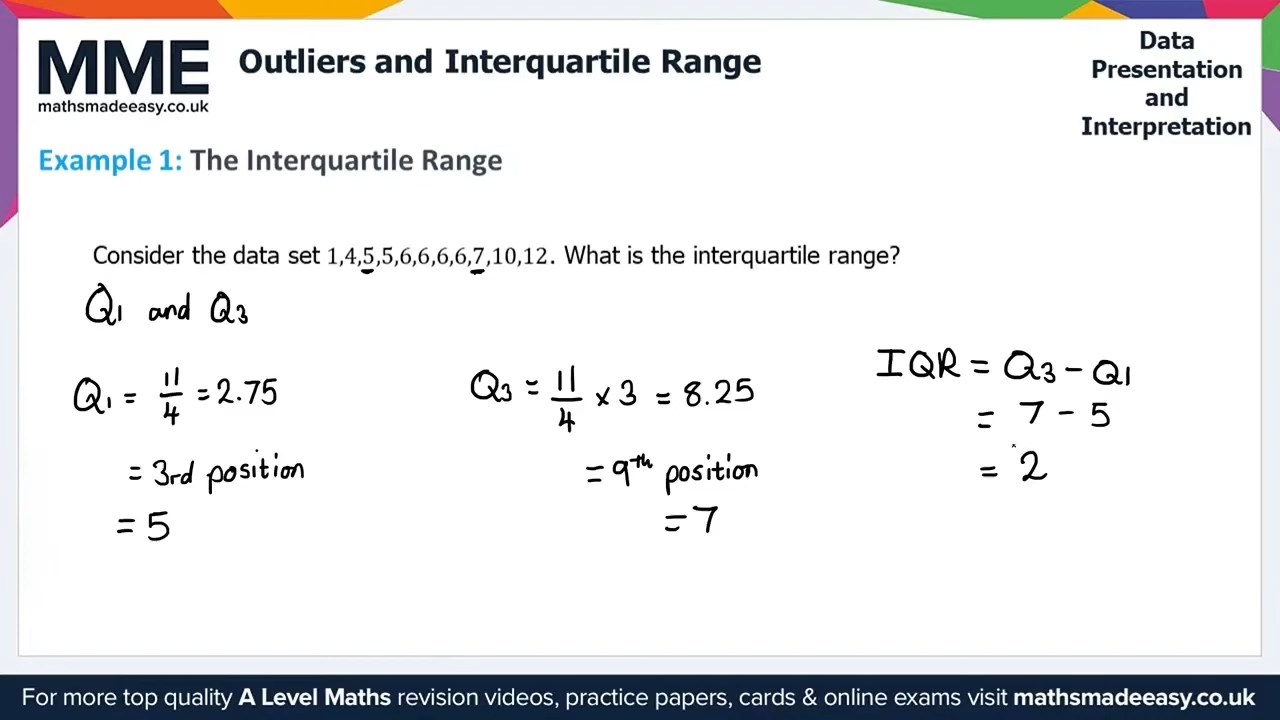 MME
mathsmadeeasy.co.uk
Outliers and Interquartile Range
Data
Presentation
and
Interpretation
Example 1: The Interquartile Range
Consider the data set 1,4,5,5,6,6,6,6,7,10,12. What is the interquartile range?
Q1 and Q3
Q1 = 11/4 = 2.75
= 3rd position
= 5
Q3 = 11/4 × 3 = 8.25
= 9th position
= 7
IQR = Q3 - Q1
= 7 - 5
= 2
For more top quality A Level Maths revision videos, practice papers, cards & online exams visit mathsmadeeasy.co.uk